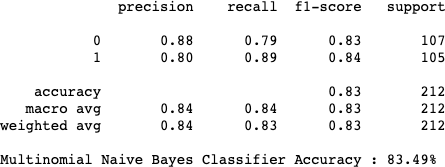 precision recall f1-score support
0 0.88 0.79 0.83 107
1 0.80 0.89 0.84 105
accuracy 0.83 212
macro avg 0.84 0.84 0.83 212
weighted avg 0.84 0.83 0.83 212
Multinomial Naive Bayes Classifier Accuracy : 83.49%